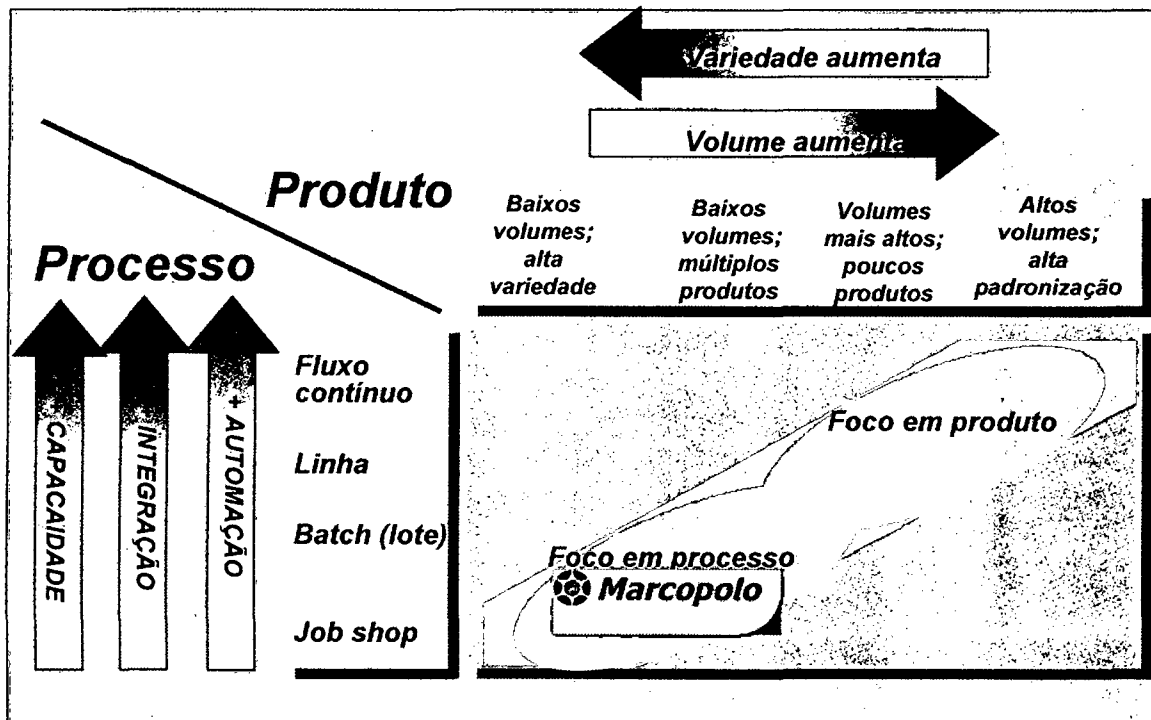 Variedade aumenta
Volume aumenta
Produto
Processo
Baixos
volumes;
alta
variedade
Baixos
volumes;
múltiplos
produtos
Volumes
mais altos;
poucos
produtos
Altos
volumes;
alta
padronização
CAPACAIDADE
INTEGRAÇÃO
+ AUTOMAÇÃO
Fluxo
contínuo
Linha
Batch (lote)
Job shop
Foco em produto
Foco em processo
Marcopolo